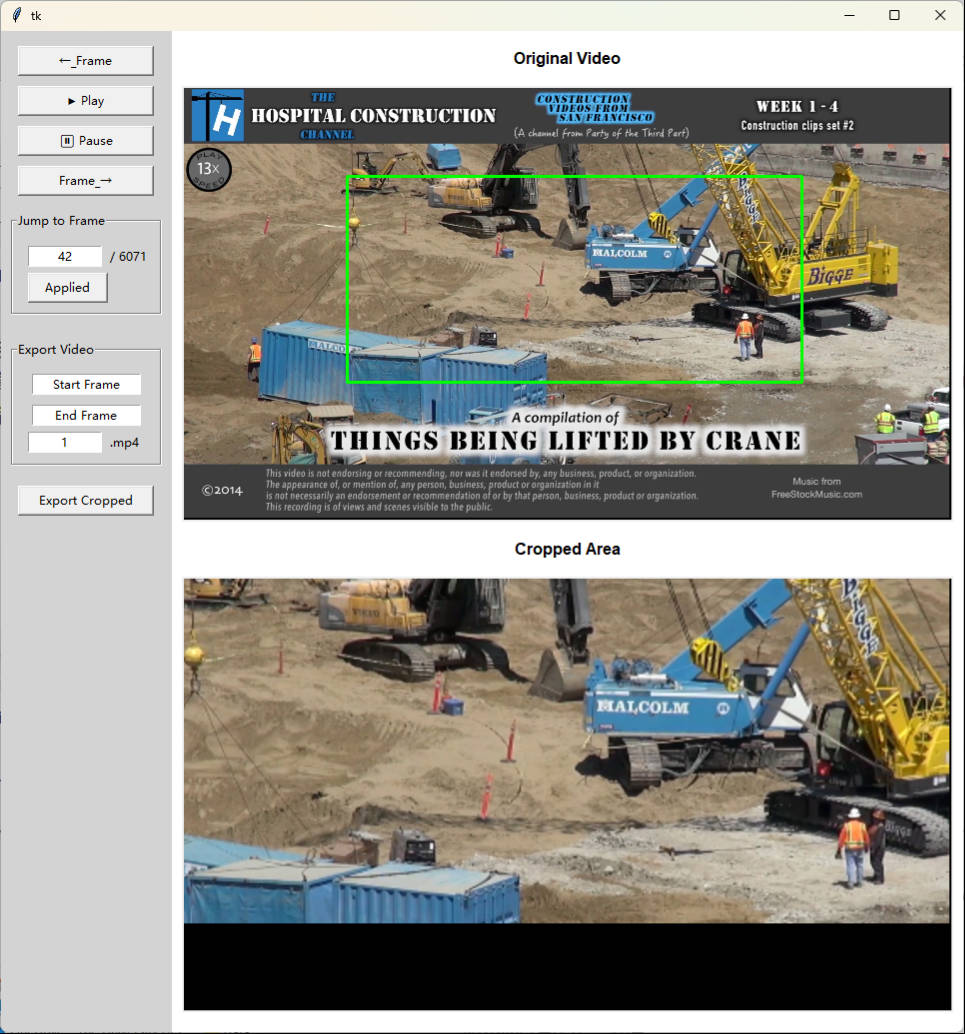 tk
←_Frame
▶ Play
⏸ Pause
Frame_→
Jump to Frame
42 / 6071
Applied
Export Video
Start Frame
End Frame
1 .mp4
Export Cropped
Original Video
THE
HOSPITAL CONSTRUCTION
CHANNEL
H
CONSTRUCTION
VIDEOS FROM
SAN FRANCISCO
(A channel from Party of the Third Part)
WEEK 1 - 4
Construction clips set #2
PLAY
13X
SPEED
BIGGE
MALCOLM
BIGGE
MALCOLM
A compilation of
THINGS BEING LIFTED BY CRANE
©2014
This video is not endorsing or recommending, nor was it endorsed by, any business, product, or organization.
The appearance of, or mention of, any person, business, product or organization in it
is not necessarily an endorsement or recommendation of or by that person, business, product or organization.
This recording is of views and scenes visible to the public.
Music from
FreeStockMusic.com
Cropped Area
VOLVO
BIGGE
MALCOLM
BIGGE